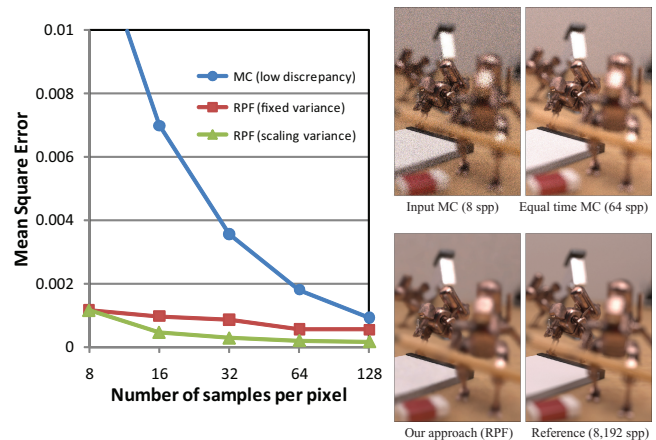 0.01
0.008
0.006
0.004
0.002
0
Mean Square Error
MC (low discrepancy)
RPF (fixed variance)
RPF (scaling variance)
8 16 32 64 128
Number of samples per pixel
Input MC (8 spp)
Equal time MC (64 spp)
Our approach (RPF)
Reference (8,192 spp)